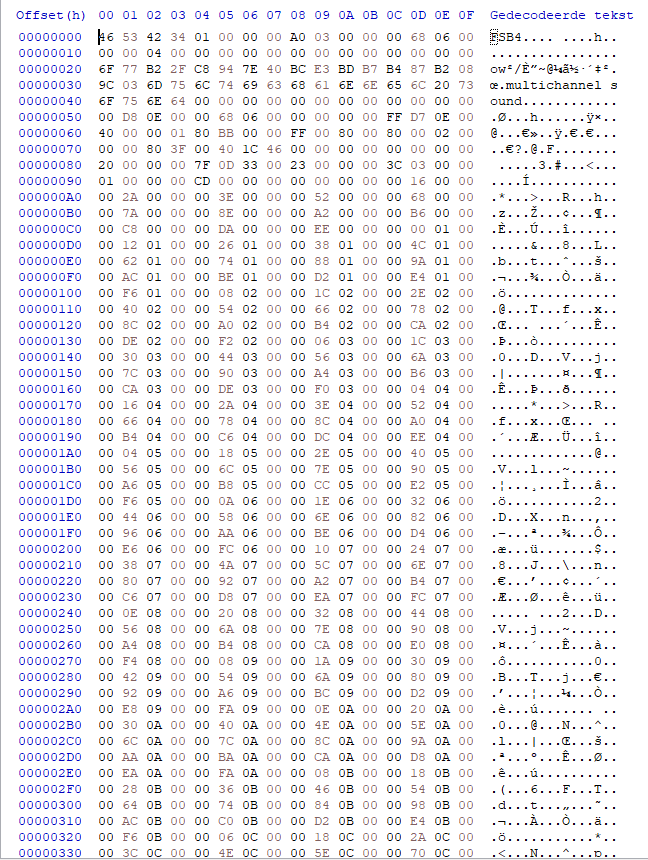 Offset(h) 00 01 02 03 04 05 06 07 08 09 0A 0B 0C 0D 0E 0F Gedecodeerde tekst
00000000 46 53 42 34 01 00 00 00 A0 03 00 00 00 68 06 00 FSB4.... ....h..
00000010 00 00 04 00 00 00 00 00 00 00 00 00 00 00 00 00 ................
00000020 6F 77 B2 2F C8 94 7E 40 BC E3 BD B7 B4 87 B2 08 ow²/È”~@¼ã½·´‡².
00000030 9C 03 6D 75 6C 74 69 63 68 61 6E 6E 65 6C 20 73 œ.multichannel s
00000040 6F 75 6E 64 00 00 00 00 00 00 00 00 00 00 00 00 ound............
00000050 00 D8 0E 00 00 68 06 00 00 00 00 00 FF D7 0E 00 .Ø...h......ÿ×..
00000060 40 00 00 01 80 BB 00 00 FF 00 80 00 80 00 02 00 @...€»..ÿ.€.€...
00000070 00 00 80 3F 00 40 1C 46 00 00 00 00 00 00 00 00 ..€?.@.F........
00000080 20 00 00 00 7F 0D 33 00 23 00 00 00 3C 03 00 00 .....3.#...<...
00000090 01 00 00 00 CD 00 00 00 00 00 00 00 00 16 00 00 ....Í...........
000000A0 00 2A 00 00 00 3E 00 00 00 52 00 00 00 68 00 00 .*...>...R...h..
000000B0 00 7A 00 00 00 8E 00 00 00 A2 00 00 00 B6 00 00 .z...Ž...¢...¶..
000000C0 00 C8 00 00 00 DA 00 00 00 EE 00 00 00 00 01 00 .È...Ú...î......
000000D0 00 12 01 00 00 26 01 00 00 38 01 00 00 4C 01 00 .....&...8...L..
000000E0 00 62 01 00 00 74 01 00 00 88 01 00 00 9A 01 00 .b...t...ˆ...š..
000000F0 00 AC 01 00 00 BE 01 00 00 D2 01 00 00 E4 01 00 .¬...¾...Ò...ä..
00000100 00 F6 01 00 00 08 02 00 00 1C 02 00 00 2E 02 00 .ö..............
00000110 00 40 02 00 00 54 02 00 00 66 02 00 00 78 02 00 .@...T...f...x..
00000120 00 8C 02 00 00 A0 02 00 00 B4 02 00 00 CA 02 00 .Œ... ...´...Ê..
00000130 00 DE 02 00 00 F2 02 00 00 06 03 00 00 1C 03 00 .Þ...ò..........
00000140 00 30 03 00 00 44 03 00 00 56 03 00 00 6A 03 00 .0...D...V...j..
00000150 00 7C 03 00 00 90 03 00 00 A4 03 00 00 B6 03 00 .|.......¤...¶..
00000160 00 CA 03 00 00 DE 03 00 00 F0 03 00 00 04 04 00 .Ê...Þ...ð......
00000170 00 16 04 00 00 2A 04 00 00 3E 04 00 00 52 04 00 .....*...>...R..
00000180 00 66 04 00 00 78 04 00 00 8C 04 00 00 A0 04 00 .f...x...Œ... ..
00000190 00 B4 04 00 00 C6 04 00 00 DC 04 00 00 EE 04 00 .´...Æ...Ü...î..
000001A0 00 04 05 00 00 18 05 00 00 2E 05 00 00 40 05 00 .............@..
000001B0 00 56 05 00 00 6C 05 00 00 7E 05 00 00 90 05 00 .V...l...~......
000001C0 00 A6 05 00 00 B8 05 00 00 CC 05 00 00 E2 05 00 .¦...¸...Ì...â..
000001D0 00 F6 05 00 00 0A 06 00 00 1E 06 00 00 32 06 00 .ö...........2..
000001E0 00 44 06 00 00 58 06 00 00 6E 06 00 00 82 06 00 .D...X...n...‚..
000001F0 00 96 06 00 00 AA 06 00 00 BE 06 00 00 D4 06 00 .–...ª...¾...Ô..
00000200 00 E6 06 00 00 FC 06 00 00 10 07 00 00 24 07 00 .æ...ü.......$..
00000210 00 38 07 00 00 4A 07 00 00 5C 07 00 00 6E 07 00 .8...J...\...n..
00000220 00 80 07 00 00 92 07 00 00 A2 07 00 00 B4 07 00 .€...’...¢...´..
00000230 00 C6 07 00 00 D8 07 00 00 EA 07 00 00 FC 07 00 .Æ...Ø...ê...ü..
00000240 00 0E 08 00 00 20 08 00 00 32 08 00 00 44 08 00 ..... ...2...D..
00000250 00 56 08 00 00 6A 08 00 00 7E 08 00 00 90 08 00 .V...j...~......
00000260 00 A4 08 00 00 B4 08 00 00 CA 08 00 00 E0 08 00 .¤...´...Ê...à..
00000270 00 F4 08 00 00 08 09 00 00 1A 09 00 00 30 09 00 .ô...........0..
00000280 00 42 09 00 00 54 09 00 00 6A 09 00 00 80 09 00 .B...T...j...€..
00000290 00 92 09 00 00 A6 09 00 00 BC 09 00 00 D2 09 00 .’...¦...¼...Ò..
000002A0 00 E8 09 00 00 FA 09 00 00 0E 0A 00 00 20 0A 00 .è...ú....... ..
000002B0 00 30 0A 00 00 40 0A 00 00 4E 0A 00 00 5E 0A 00 .0...@...N...^..
000002C0 00 6C 0A 00 00 7C 0A 00 00 8C 0A 00 00 9A 0A 00 .l...|...Œ...š..
000002D0 00 AA 0A 00 00 BA 0A 00 00 CA 0A 00 00 D8 0A 00 .ª...º...Ê...Ø..
000002E0 00 EA 0A 00 00 FA 0A 00 00 08 0B 00 00 18 0B 00 .ê...ú..........
000002F0 00 28 0B 00 00 36 0B 00 00 46 0B 00 00 54 0B 00 .(...6...F...T..
00000300 00 64 0B 00 00 74 0B 00 00 84 0B 00 00 98 0B 00 .d...t...„...˜..
00000310 00 AC 0B 00 00 C0 0B 00 00 D2 0B 00 00 E4 0B 00 .¬...À...Ò...ä..
00000320 00 F6 0B 00 00 06 0C 00 00 18 0C 00 00 2A 0C 00 .ö...........*..
00000330 00 3C 0C 00 00 4E 0C 00 00 5E 0C 00 00 70 0C 00 .<...N...^...p..